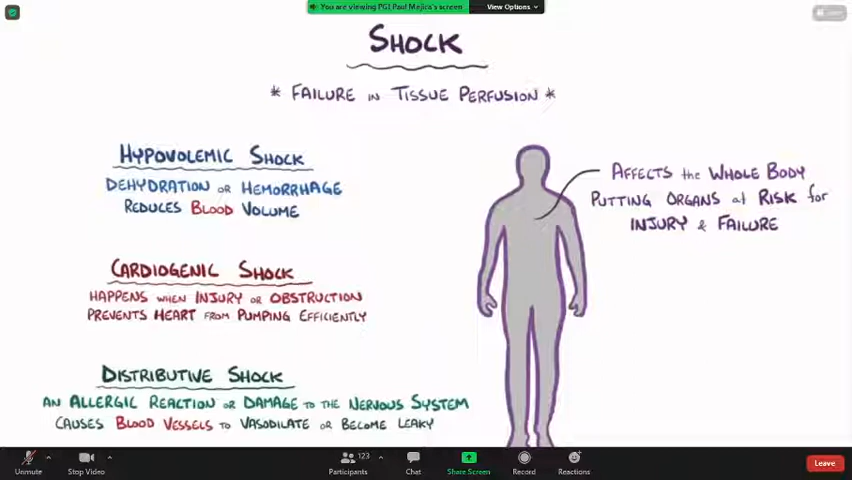 You are viewing PGI Paul Mejica's screen
View Options
SHOCK
* FAILURE IN TISSUE PERFUSION *
HYPOVOLEMIC SHOCK
DEHYDRATION OR HEMORRHAGE
REDUCES BLOOD VOLUME
AFFECTS the WHOLE BODY
PUTTING ORGANS at RISK for
INJURY & FAILURE
CARDIOGENIC SHOCK
HAPPENS WHEN INJURY OR OBSTRUCTION
PREVENTS HEART FROM PUMPING EFFICIENTLY
DISTRIBUTIVE SHOCK
AN ALLERGIC REACTION OR DAMAGE TO THE NERVOUS SYSTEM
CAUSES BLOOD VESSELS TO VASODILATE OR BECOME LEAKY
Unmute
Stop Video
Participants
123
Chat
Share Screen
Record
Reactions
Leave